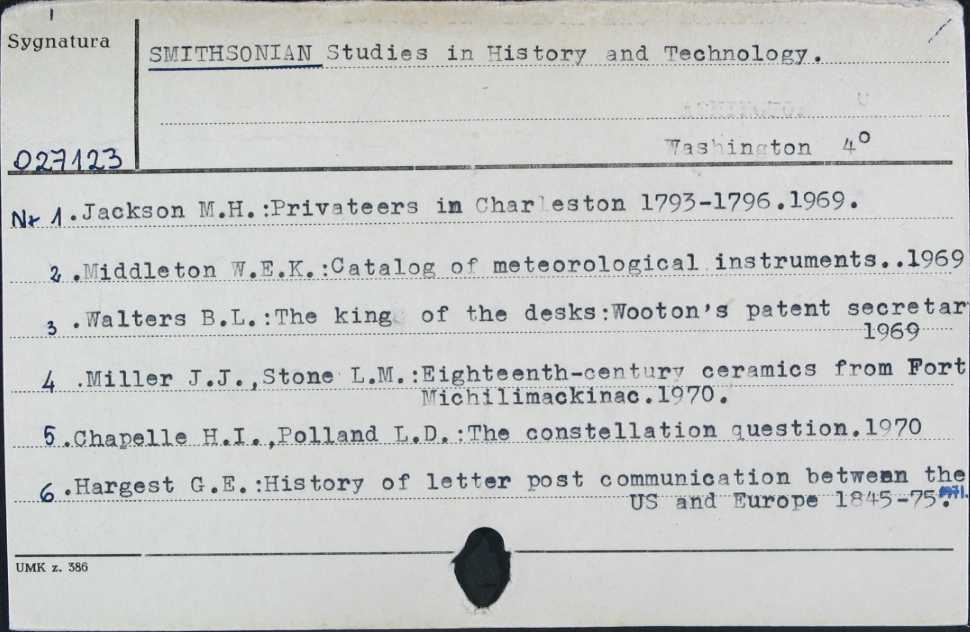 Sygnatura
SMITHSONIAN Studies in History and Technology.
Washington 4º
027123
Nr 1.Jackson M.H.:Privateers in Charleston 1793-1796.1969.
2.Middleton W.E.K.:Catalog of meteorological instruments..1969
3.Walters B.L.:The king of the desks:Wooton's patent secretar
1969
4.Miller J.J.,Stone L.M.:Eighteenth-century ceramics from Fort
Michilimackinac.1970.
5.Chapelle H.I.,Polland L.D.:The constellation question.1970
6.Hargest G.E.:History of letter post communication between the
US and Europe 1845-75.1971.
UMK z. 386